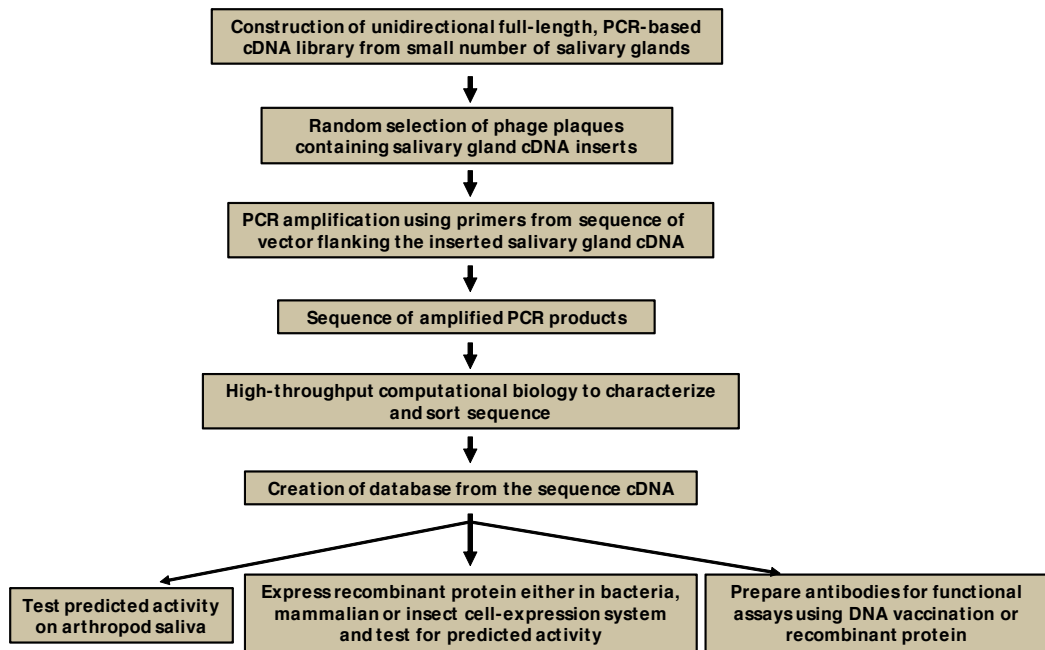 Construction of unidirectional full-length, PCR-based
cDNA library from small number of salivary glands
Random selection of phage plaques
containing salivary gland cDNA inserts
PCR amplification using primers from sequence of
vector flanking the inserted salivary gland cDNA
Sequence of amplified PCR products
High-throughput computational biology to characterize
and sort sequence
Creation of database from the sequence cDNA
Test predicted activity
on arthropod saliva
Express recombinant protein either in bacteria,
mammalian or insect cell-expression system
and test for predicted activity
Prepare antibodies for functional
assays using DNA vaccination or
recombinant protein